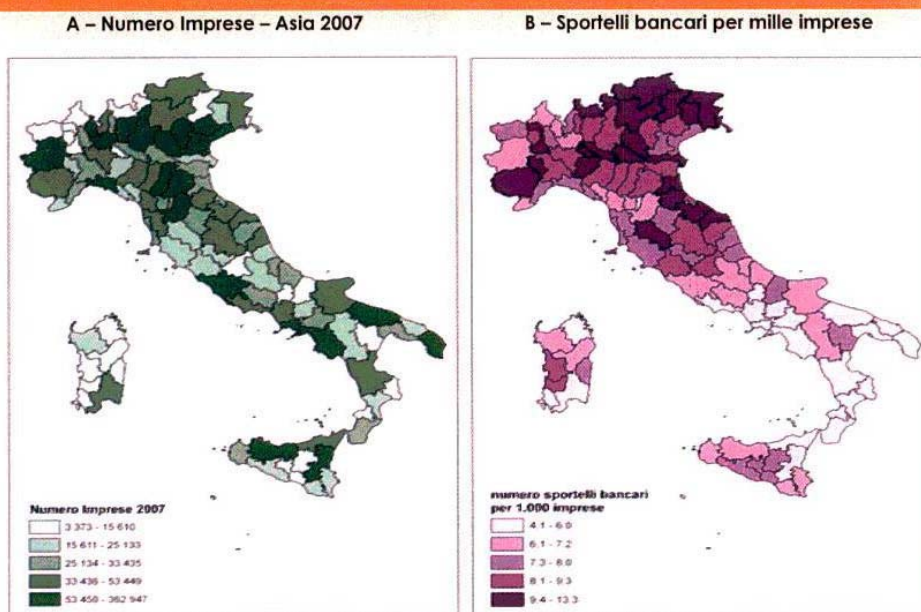 A – Numero Imprese – Asia 2007
B – Sportelli bancari per mille imprese
Numero Imprese 2007
3 373 - 15 610
15 611 - 25 133
25 134 - 33 435
33 436 - 53 449
53 450 - 362 947
numero sportelli bancari
per 1.000 imprese
4.1 - 6.0
6.1 - 7.2
7.3 - 8.0
8.1 - 9.3
9.4 - 13.3